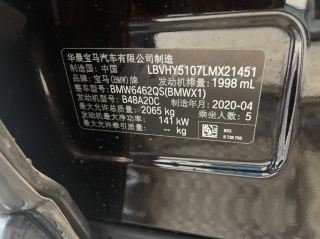 华晨宝马汽车有限公司制造
制造国: 中国 LBVHY5107LMX21451
品牌: 宝马(BMW)牌 发动机排量: 1998 mL
整车型号: BMW6462QS(BMWX1)
发动机型号: B48A20C 制造年月: 2020-04
最大允许总质量: 2065 kg 乘坐人数: 5
发动机最大净功率: 141 kW
最大允许牵引质量: -- kg